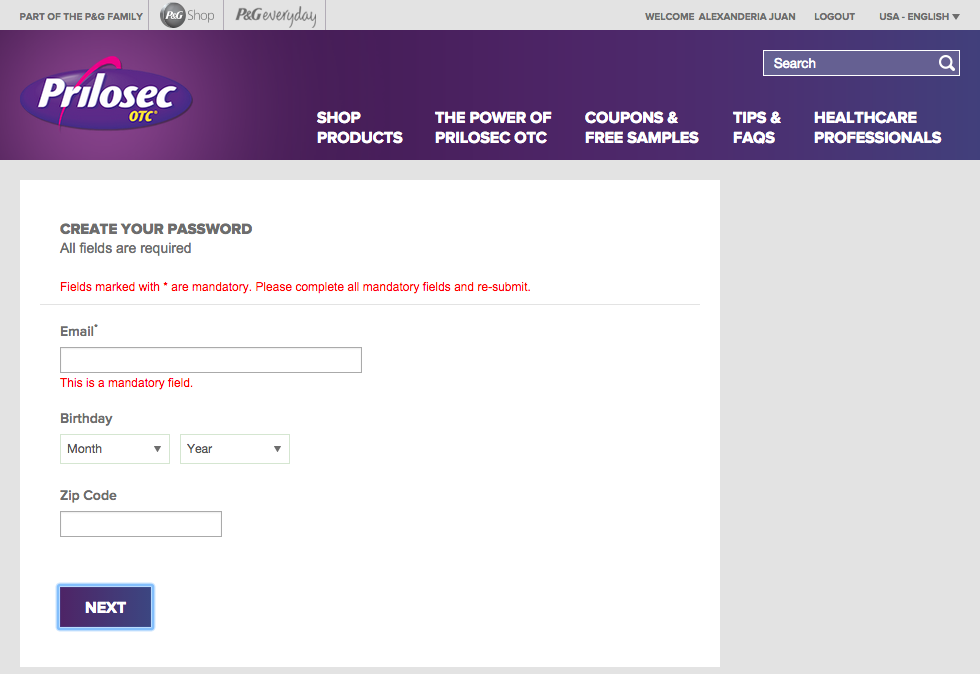 PART OF THE P&G FAMILY
P&G Shop
P&G everyday
WELCOME ALEXANDERIA JUAN
LOGOUT
USA - ENGLISH
Prilosec
OTC
Search
SHOP
PRODUCTS
THE POWER OF
PRILOSEC OTC
COUPONS &
FREE SAMPLES
TIPS &
FAQS
HEALTHCARE
PROFESSIONALS
CREATE YOUR PASSWORD
All fields are required
Fields marked with * are mandatory. Please complete all mandatory fields and re-submit.
Email*
This is a mandatory field.
Birthday
Month
Year
Zip Code
NEXT